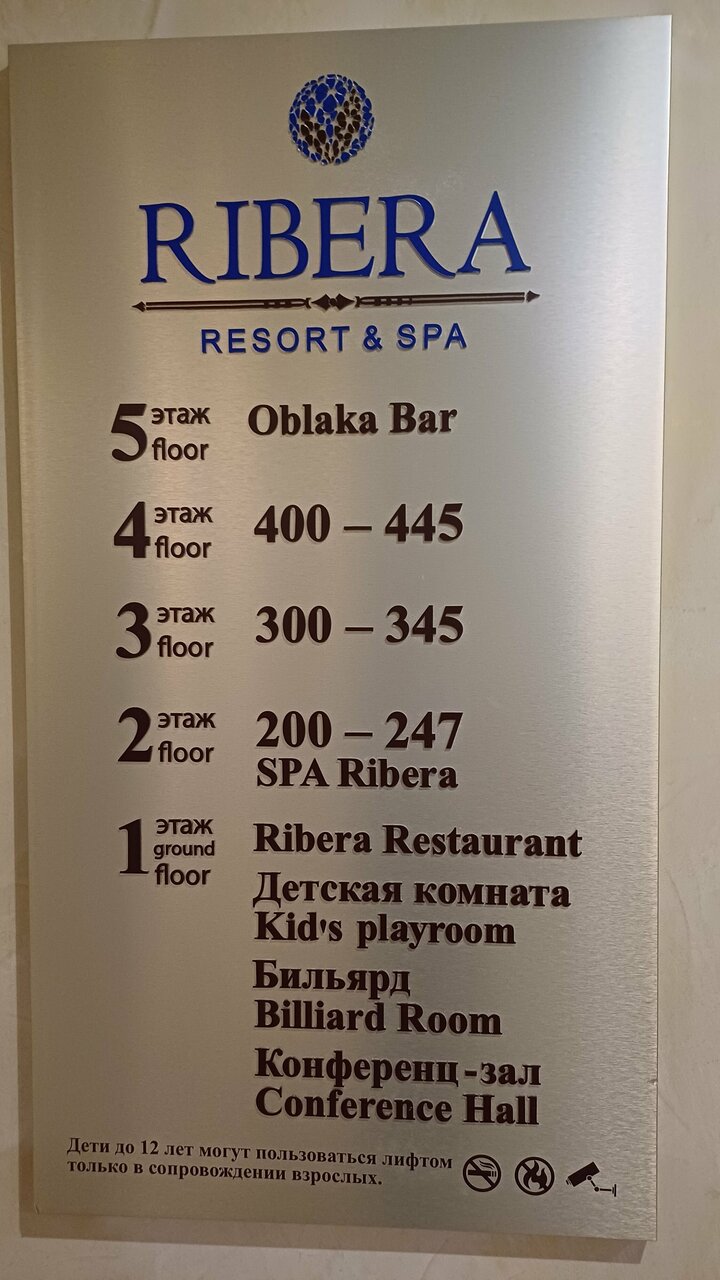 RIBERA
RESORT & SPA
5 этаж floor Oblaka Bar
4 этаж floor 400 – 445
3 этаж floor 300 – 345
2 этаж floor 200 – 247
SPA Ribera
1 этаж ground floor Ribera Restaurant
Детская комната
Kid's playroom
Бильярд
Billiard Room
Конференц-зал
Conference Hall
Дети до 12 лет могут пользоваться лифтом
только в сопровождении взрослых.